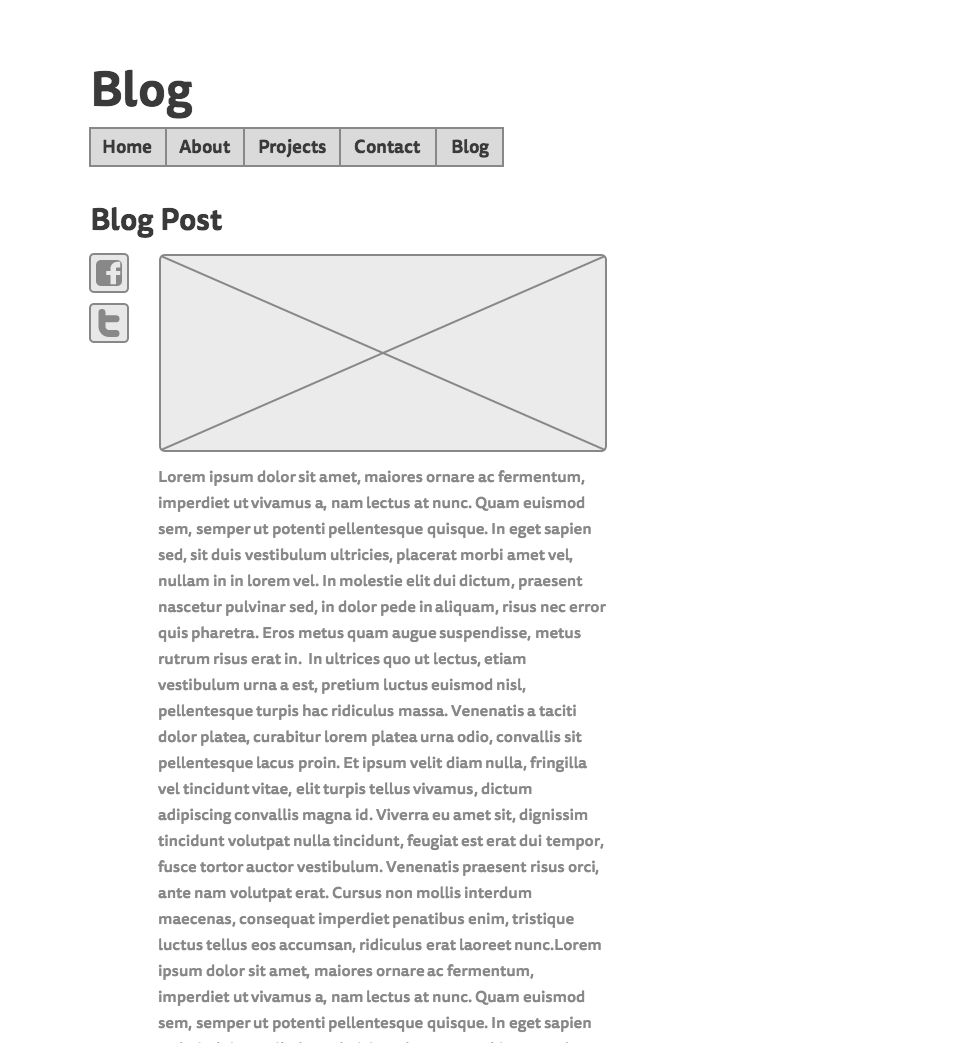 Blog
Home About Projects Contact Blog
Blog Post
Lorem ipsum dolor sit amet, maiores ornare ac fermentum,
imperdiet ut vivamus a, nam lectus at nunc. Quam euismod
sem, semper ut potenti pellentesque quisque. In eget sapien
sed, sit duis vestibulum ultricies, placerat morbi amet vel,
nullam in in lorem vel. In molestie elit dui dictum, praesent
nascetur pulvinar sed, in dolor pede in aliquam, risus nec error
quis pharetra. Eros metus quam augue suspendisse, metus
rutrum risus erat in.  In ultrices quo ut lectus, etiam
vestibulum urna a est, pretium luctus euismod nisl,
pellentesque turpis hac ridiculus massa. Venenatis a taciti
dolor platea, curabitur lorem platea urna odio, convallis sit
pellentesque lacus proin. Et ipsum velit diam nulla, fringilla
vel tincidunt vitae, elit turpis tellus vivamus, dictum
adipiscing convallis magna id. Viverra eu amet sit, dignissim
tincidunt volutpat nulla tincidunt, feugiat est erat dui tempor,
fusce tortor auctor vestibulum. Venenatis praesent risus orci,
ante nam volutpat erat. Cursus non mollis interdum
maecenas, consequat imperdiet penatibus enim, tristique
luctus tellus eos accumsan, ridiculus erat laoreet nunc.Lorem
ipsum dolor sit amet, maiores ornare ac fermentum,
imperdiet ut vivamus a, nam lectus at nunc. Quam euismod
sem, semper ut potenti pellentesque quisque. In eget sapien